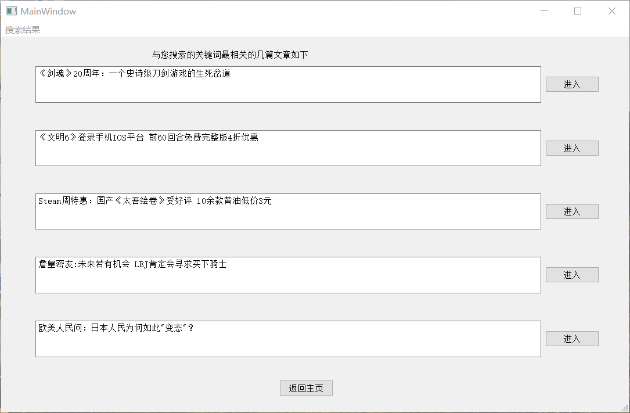 MainWindow
搜索结果
与您搜索的关键词最相关的几篇文章如下
《剑魂》20周年：一个史诗级刀剑游戏的生死岔道
进入
《文明6》登录手机IOS平台 前60回合免费完整版4折优惠
进入
Steam周特惠：国产《太吾绘卷》受好评 10余款黄油低价3元
进入
詹皇密友:未来若有机会 LBJ肯定会寻求买下骑士
进入
欧美人民问：日本人民为何如此"变态"？
进入
返回主页